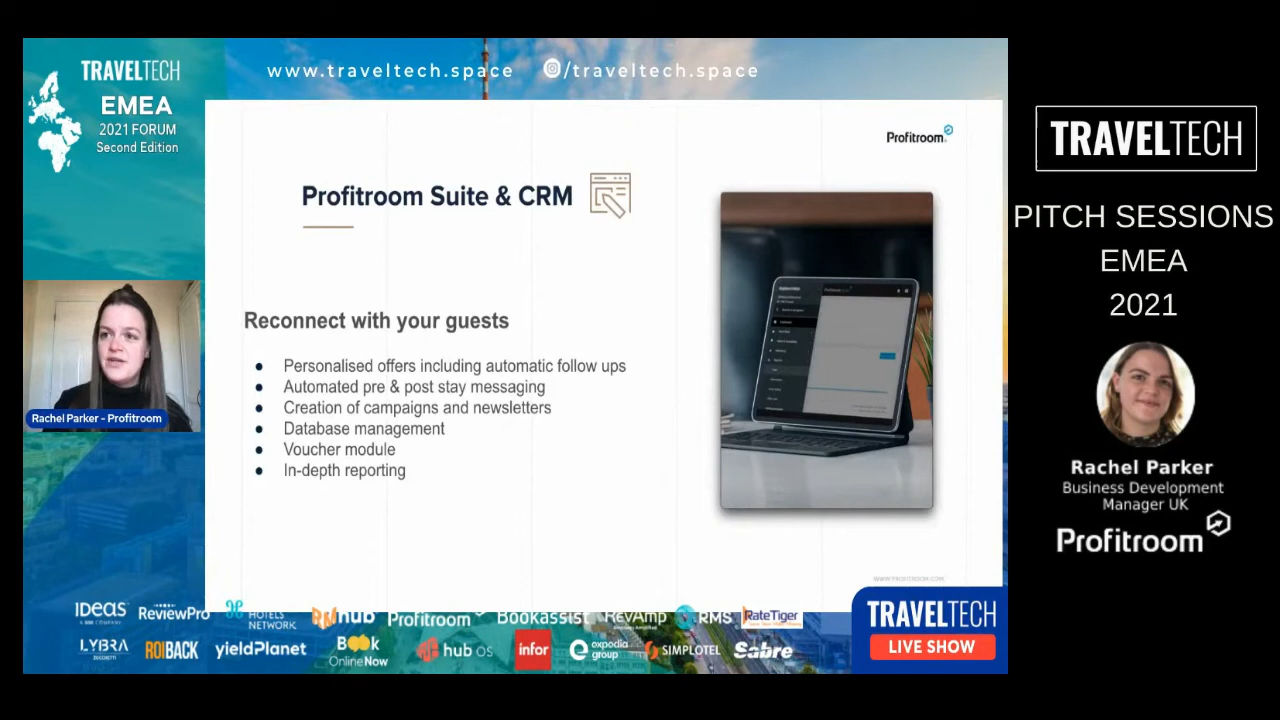 www.traveltech.space
/traveltech.space
TRAVELTECH
EMEA
2021 FORUM
Second Edition
Profitroom
Profitroom Suite & CRM
Reconnect with your guests
● Personalised offers including automatic follow ups
● Automated pre & post stay messaging
● Creation of campaigns and newsletters
● Database management
● Voucher module
● In-depth reporting
WWW.PROFITROOM.COM
Rachel Parker - Profitroom
IDeaS
ReviewPro
HOTELS
NETWORK
hub
Profitroom
Bookassist
RevAmp
RMS
RateTiger
LYBRA
ROIBACK
yieldPlanet
Book
OnlineNow
hub os
infor
expedia
group
SIMPLOTEL
Sabre
TRAVELTECH
LIVE SHOW
TRAVELTECH
PITCH SESSIONS
EMEA
2021
Rachel Parker
Business Development
Manager UK
Profitroom